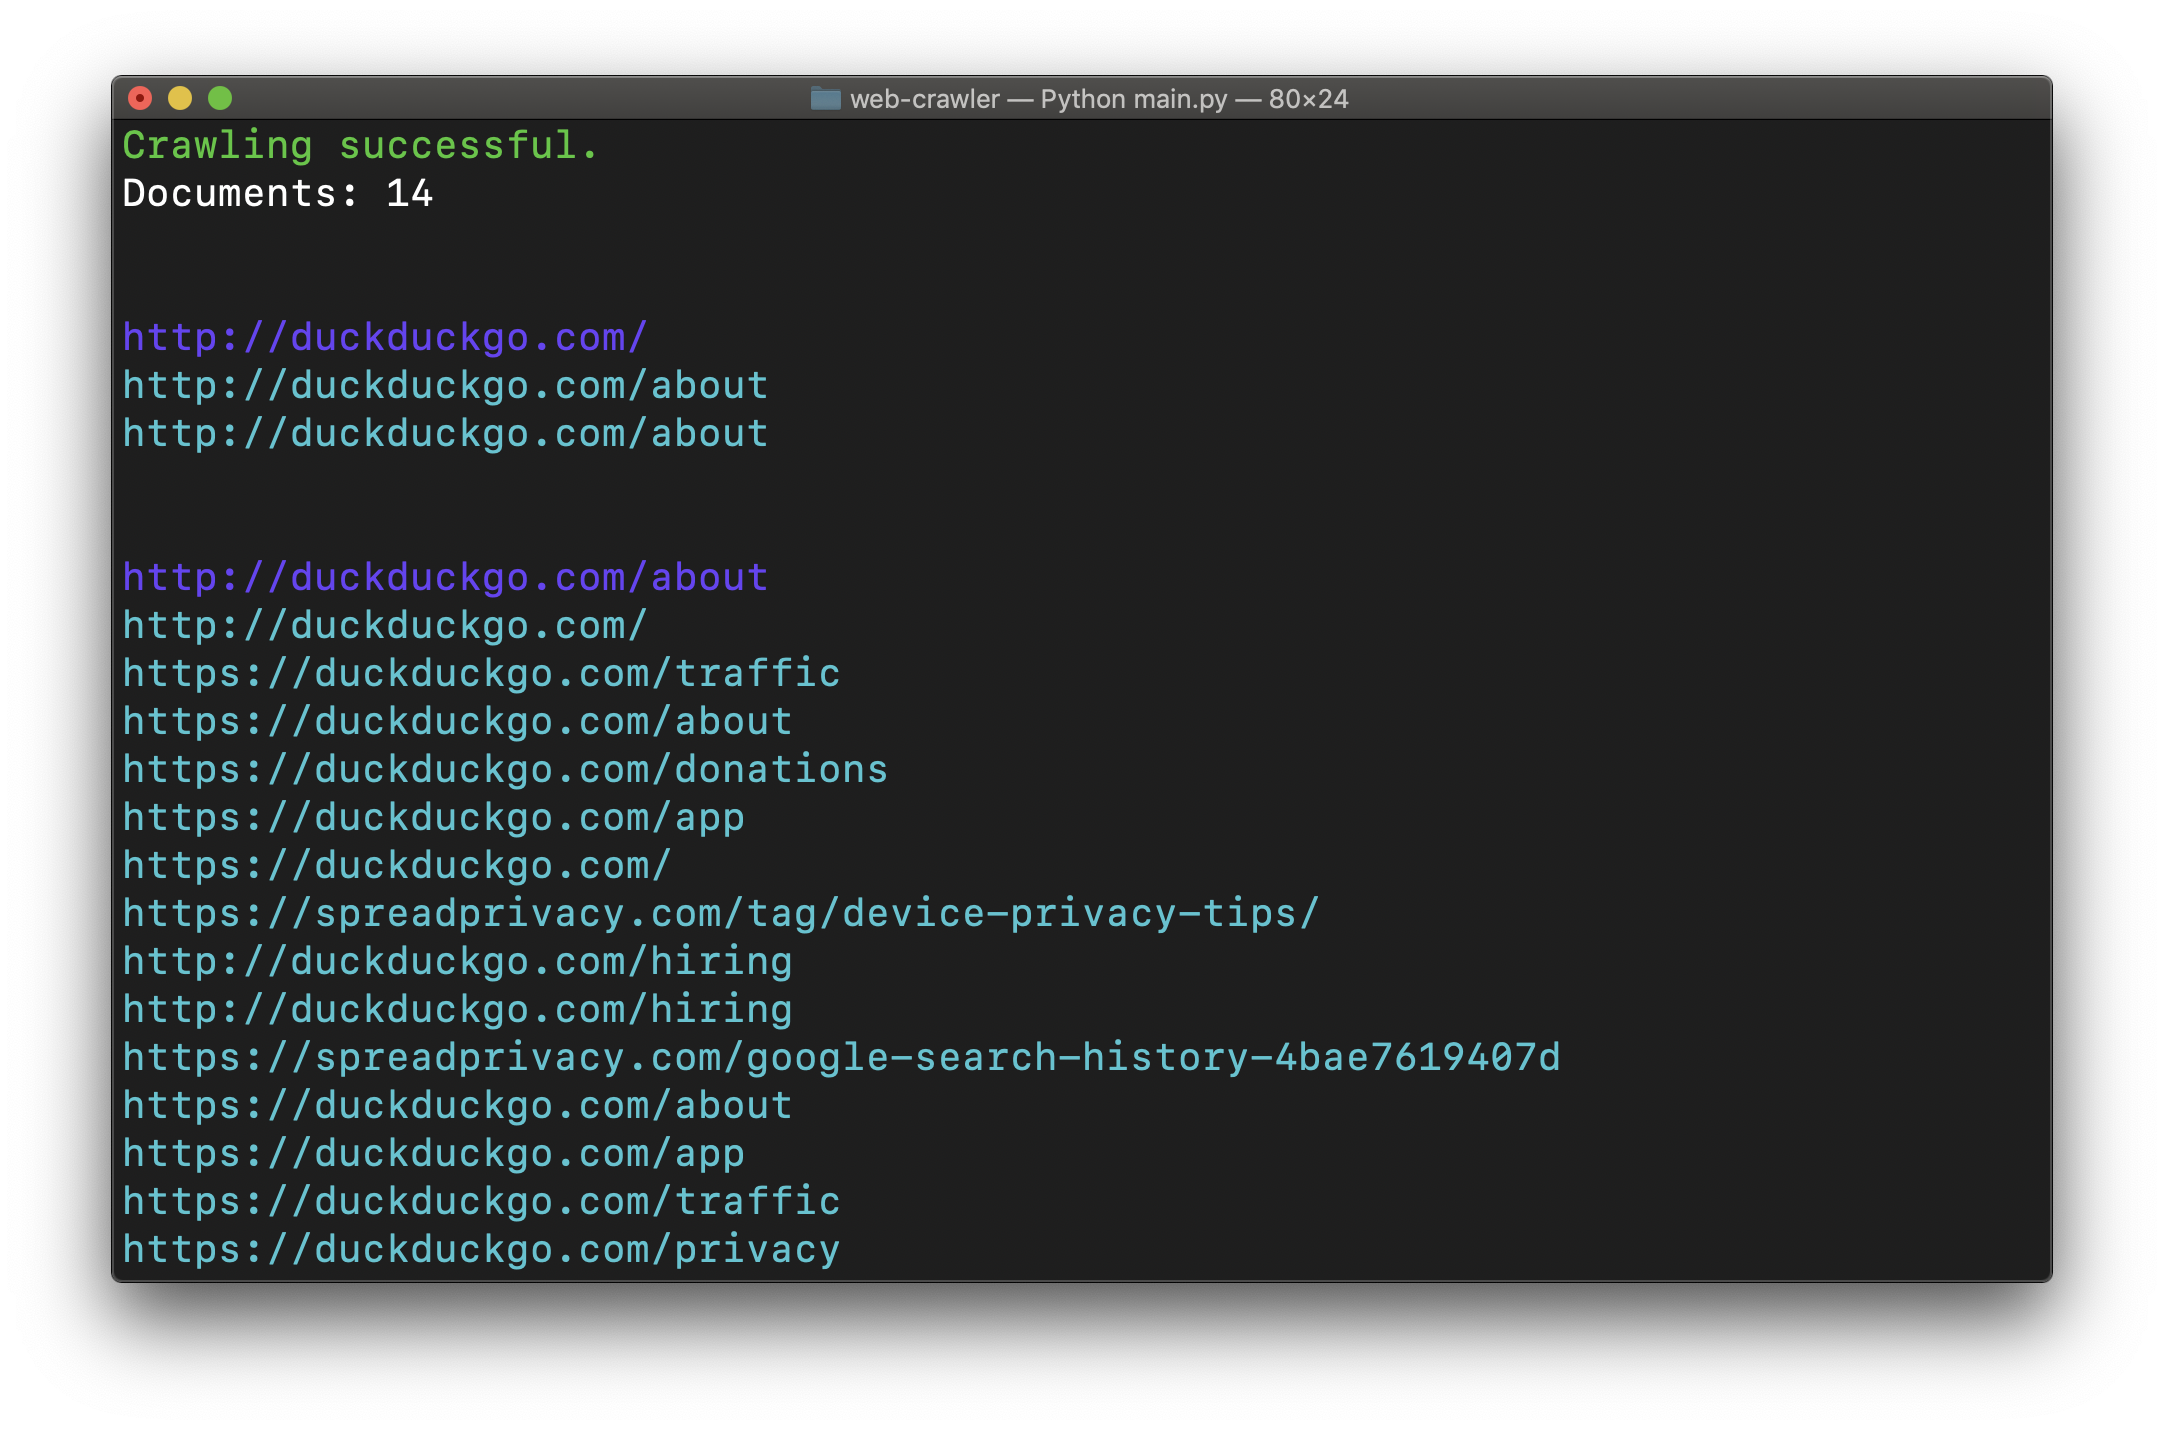 web-crawler — Python main.py — 80×24
Crawling successful.
Documents: 14
http://duckduckgo.com/
http://duckduckgo.com/about
http://duckduckgo.com/about
http://duckduckgo.com/about
http://duckduckgo.com/
https://duckduckgo.com/traffic
https://duckduckgo.com/about
https://duckduckgo.com/donations
https://duckduckgo.com/app
https://duckduckgo.com/
https://spreadprivacy.com/tag/device-privacy-tips/
http://duckduckgo.com/hiring
http://duckduckgo.com/hiring
https://spreadprivacy.com/google-search-history-4bae7619407d
https://duckduckgo.com/about
https://duckduckgo.com/app
https://duckduckgo.com/traffic
https://duckduckgo.com/privacy